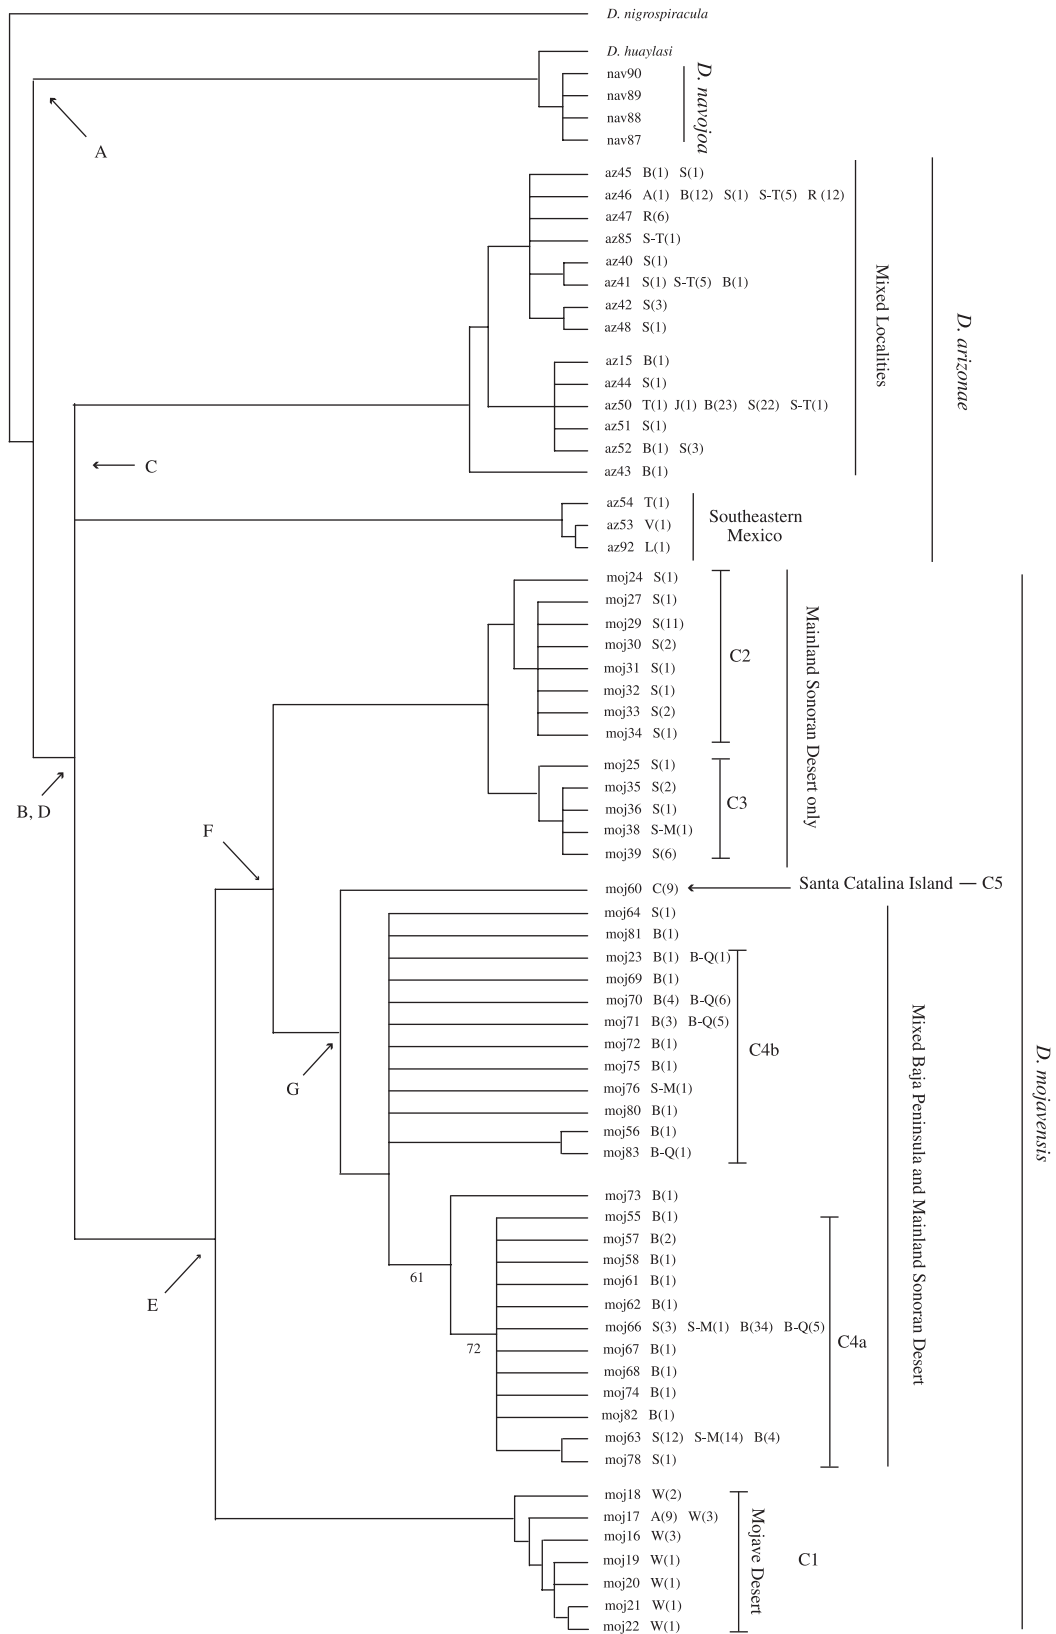 D. nigrospiracula
D. huaylasi
nav90
nav89
nav88
nav87
D. navojoa
A
az45 B(1) S(1)
az46 A(1) B(12) S(1) S-T(5) R (12)
az47 R(6)
az85 S-T(1)
az40 S(1)
az41 S(1) S-T(5) B(1)
az42 S(3)
az48 S(1)
az15 B(1)
az44 S(1)
az50 T(1) J(1) B(23) S(22) S-T(1)
az51 S(1)
az52 B(1) S(3)
az43 B(1)
Mixed Localities
D. arizonae
C
az54 T(1)
az53 V(1)
az92 L(1)
Southeastern
Mexico
moj24 S(1)
moj27 S(1)
moj29 S(11)
moj30 S(2)
moj31 S(1)
moj32 S(1)
moj33 S(2)
moj34 S(1)
C2
moj25 S(1)
moj35 S(2)
moj36 S(1)
moj38 S-M(1)
moj39 S(6)
C3
Mainland Sonoran Desert only
B, D
F
moj60 C(9)
Santa Catalina Island — C5
moj64 S(1)
moj81 B(1)
moj23 B(1) B-Q(1)
moj69 B(1)
moj70 B(4) B-Q(6)
moj71 B(3) B-Q(5)
moj72 B(1)
moj75 B(1)
moj76 S-M(1)
moj80 B(1)
moj56 B(1)
moj83 B-Q(1)
C4b
G
moj73 B(1)
moj55 B(1)
moj57 B(2)
moj58 B(1)
moj61 B(1)
moj62 B(1)
moj66 S(3) S-M(1) B(34) B-Q(5)
moj67 B(1)
moj68 B(1)
moj74 B(1)
moj82 B(1)
moj63 S(12) S-M(14) B(4)
moj78 S(1)
C4a
61
72
E
Mixed Baja Peninsula and Mainland Sonoran Desert
D. mojavensis
moj18 W(2)
moj17 A(9) W(3)
moj16 W(3)
moj19 W(1)
moj20 W(1)
moj21 W(1)
moj22 W(1)
Mojave Desert
C1